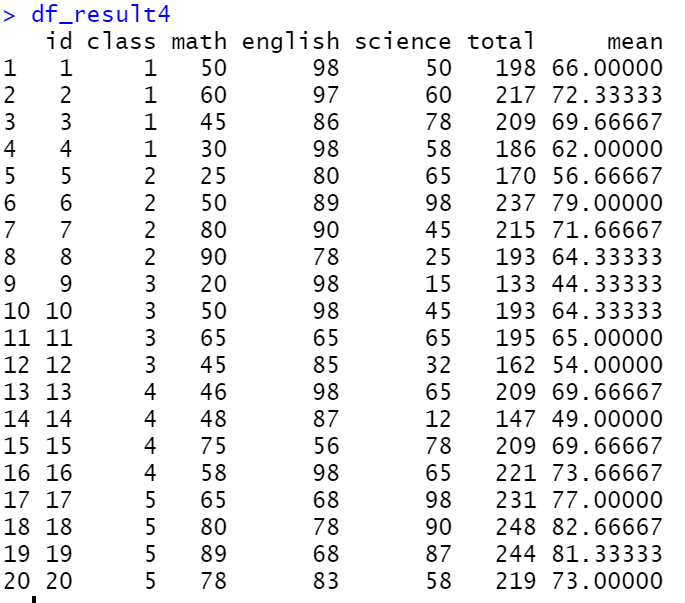 > df_result4
   id class math english science total     mean
1   1     1   50      98      50   198 66.00000
2   2     1   60      97      60   217 72.33333
3   3     1   45      86      78   209 69.66667
4   4     1   30      98      58   186 62.00000
5   5     2   25      80      65   170 56.66667
6   6     2   50      89      98   237 79.00000
7   7     2   80      90      45   215 71.66667
8   8     2   90      78      25   193 64.33333
9   9     3   20      98      15   133 44.33333
10 10     3   50      98      45   193 64.33333
11 11     3   65      65      65   195 65.00000
12 12     3   45      85      32   162 54.00000
13 13     4   46      98      65   209 69.66667
14 14     4   48      87      12   147 49.00000
15 15     4   75      56      78   209 69.66667
16 16     4   58      98      65   221 73.66667
17 17     5   65      68      98   231 77.00000
18 18     5   80      78      90   248 82.66667
19 19     5   89      68      87   244 81.33333
20 20     5   78      83      58   219 73.00000